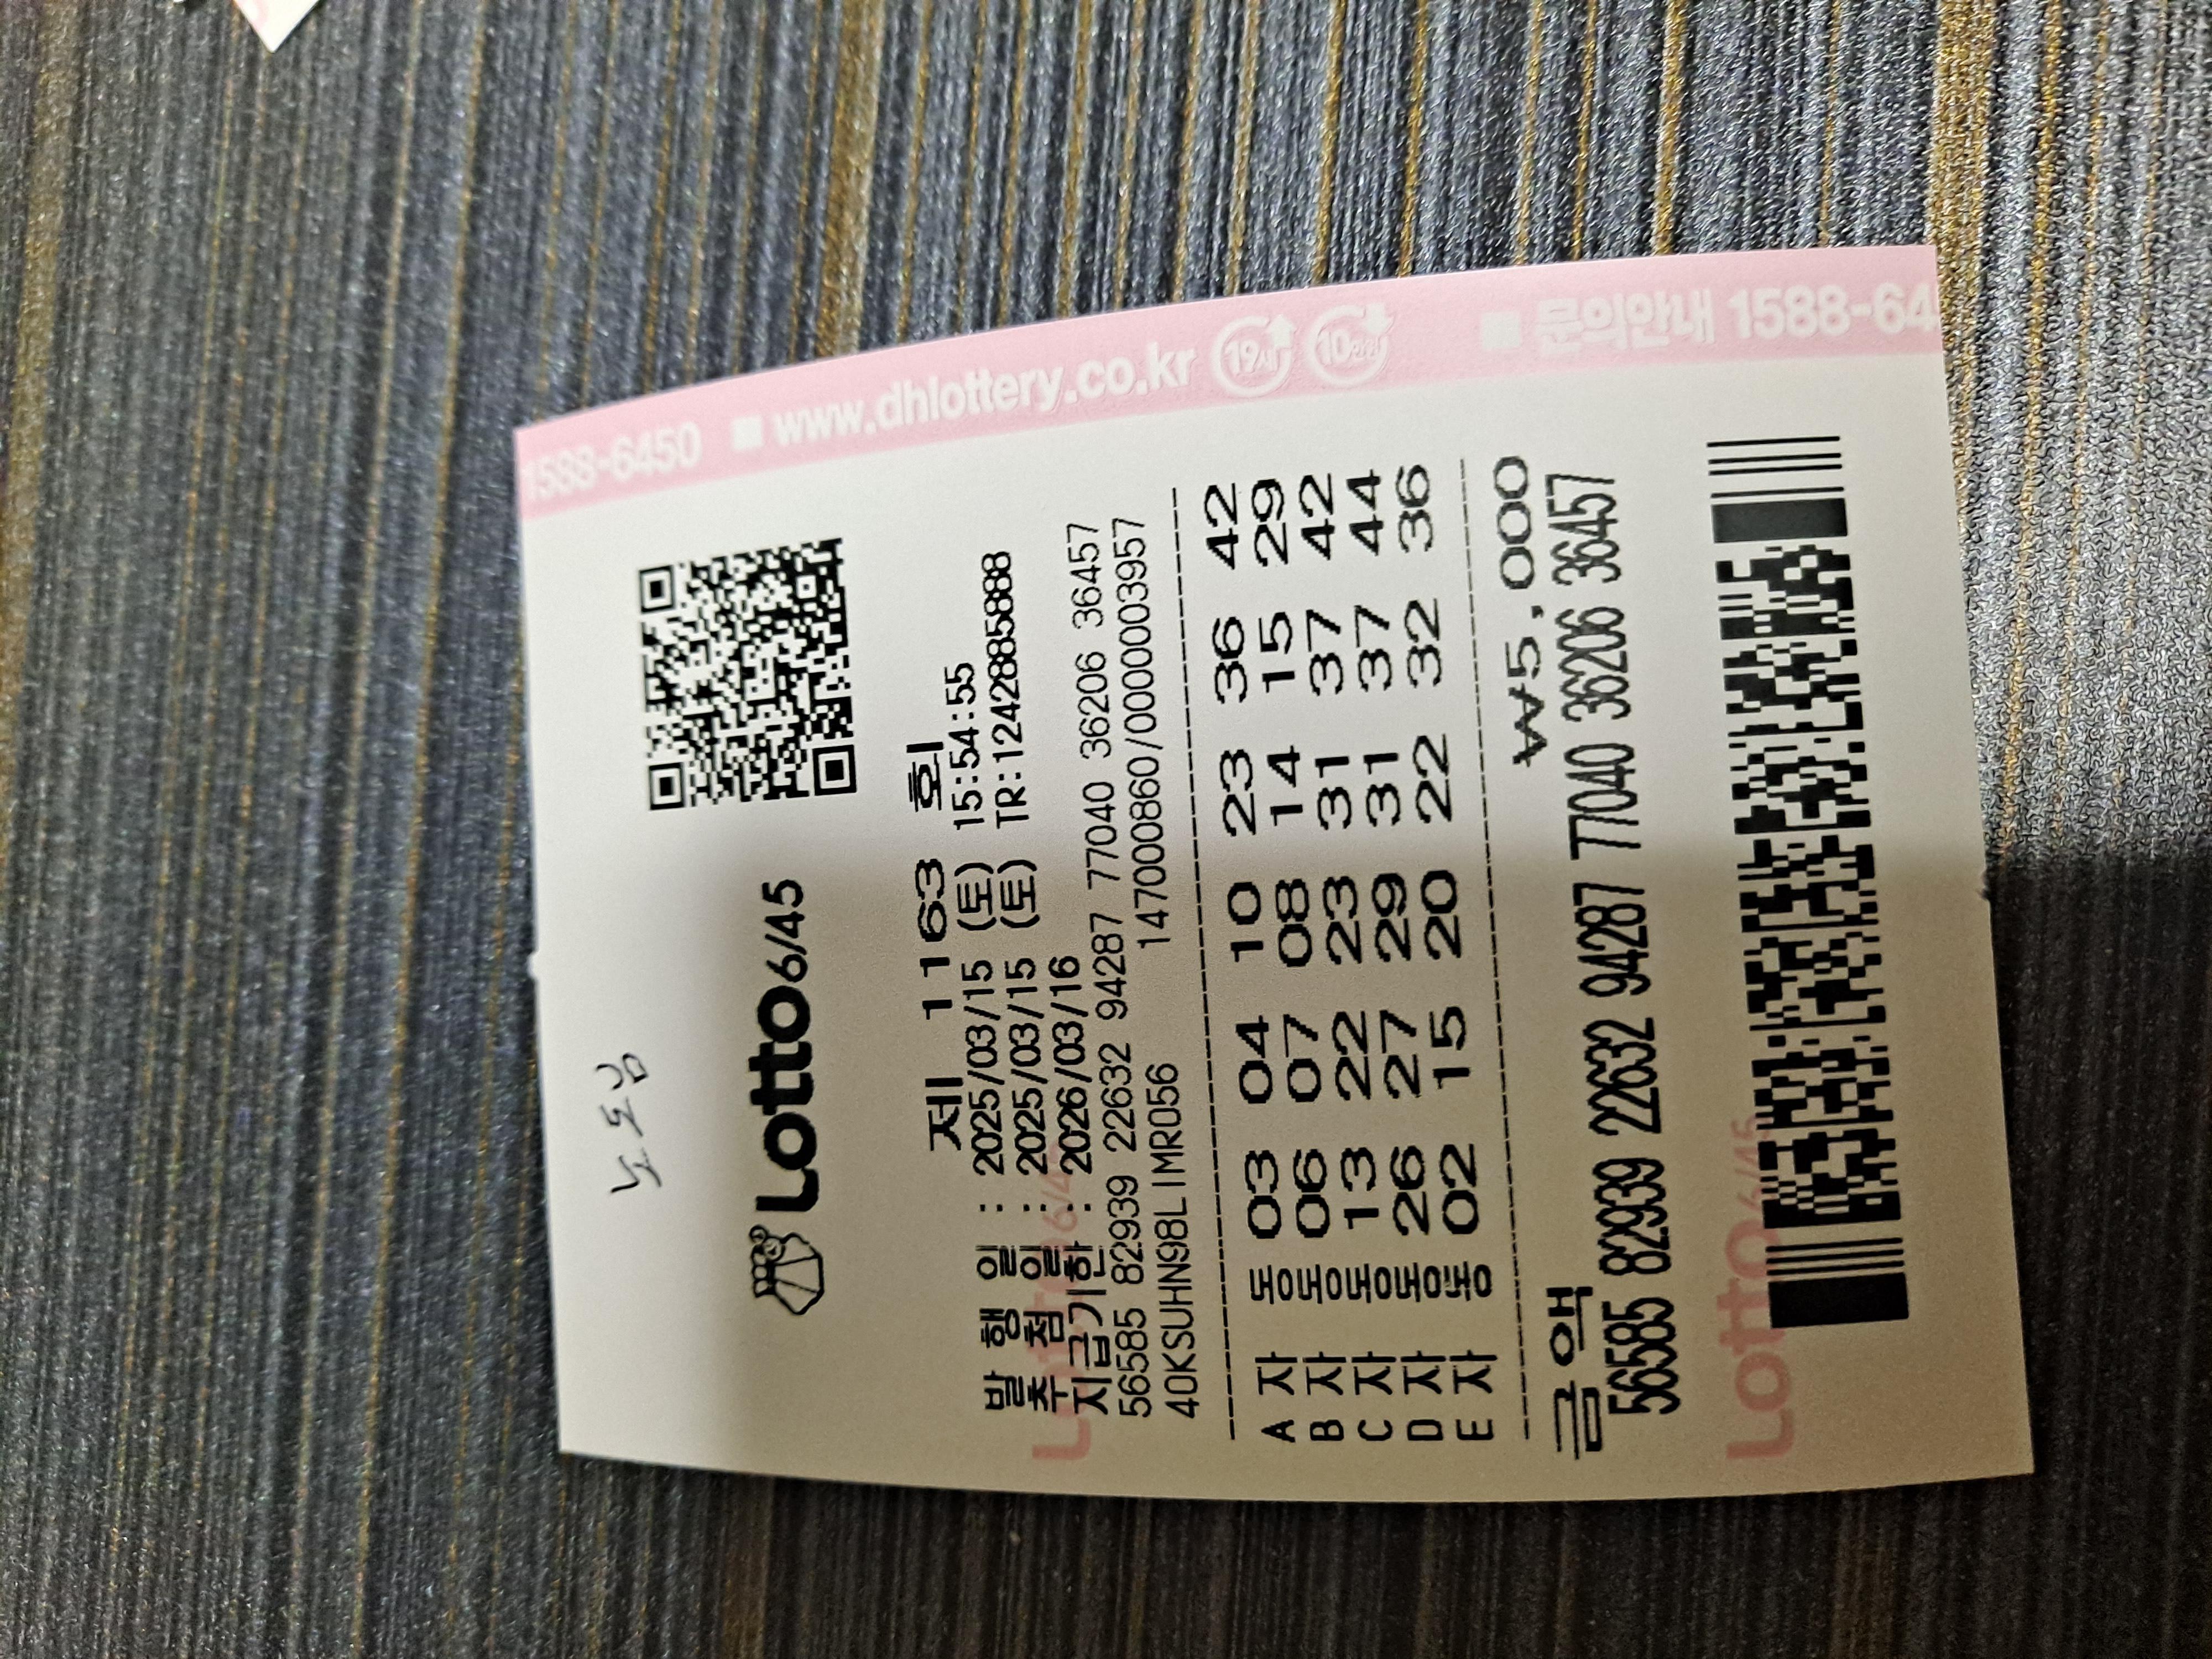 1588-6450 ■ www.dhlottery.co.kr 19세 ■ 문의안내 1588-64
Lotto6/45
제 1163 회
발 행 일 : 2025/03/15 (토) 15:54:55
추 첨 일 : 2025/03/15 (토) TR:1242885888
지급기한 : 2026/03/16
56585 82939 22632 94287 77040 36206 36457
40KSUHN98LIMR056 1470000860/0000003957
A 자 동 03 04 10 23 36 42
B 자 동 06 07 08 14 15 29
C 자 동 13 22 23 31 37 42
D 자 동 26 27 29 31 37 44
E 자 동 02 15 20 22 32 36
금액 ₩5,000
56585 82939 22632 94287 77040 36206 36457
Lotto6/45